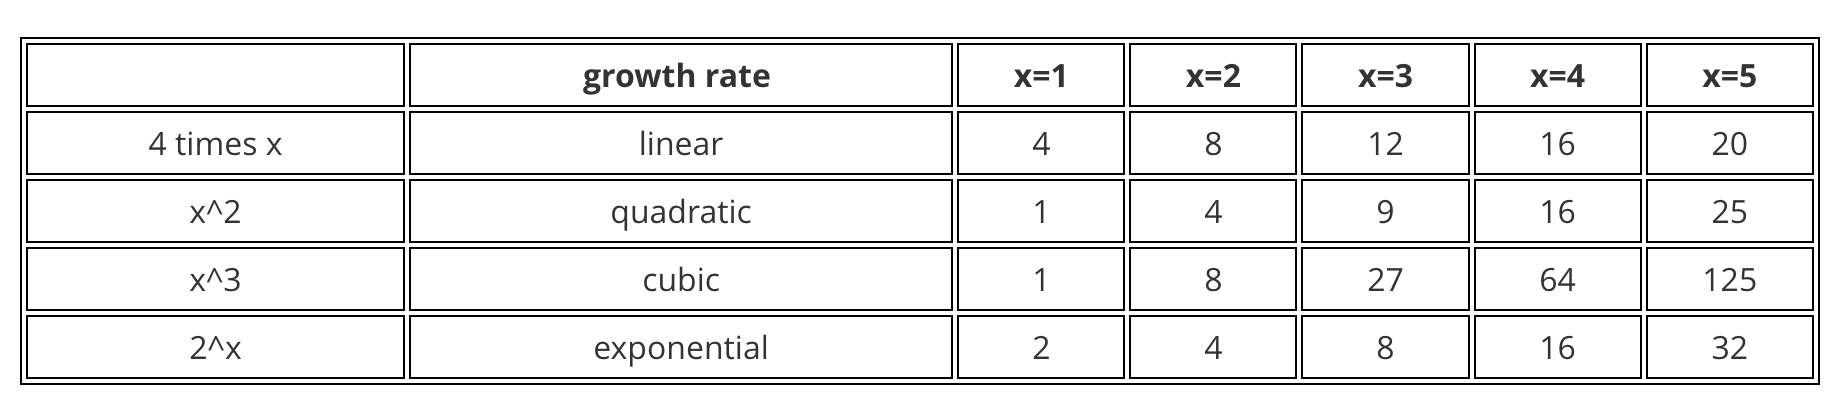 growth rate x=1 x=2 x=3 x=4 x=5
4 times x linear 4 8 12 16 20
x^2 quadratic 1 4 9 16 25
x^3 cubic 1 8 27 64 125
2^x exponential 2 4 8 16 32